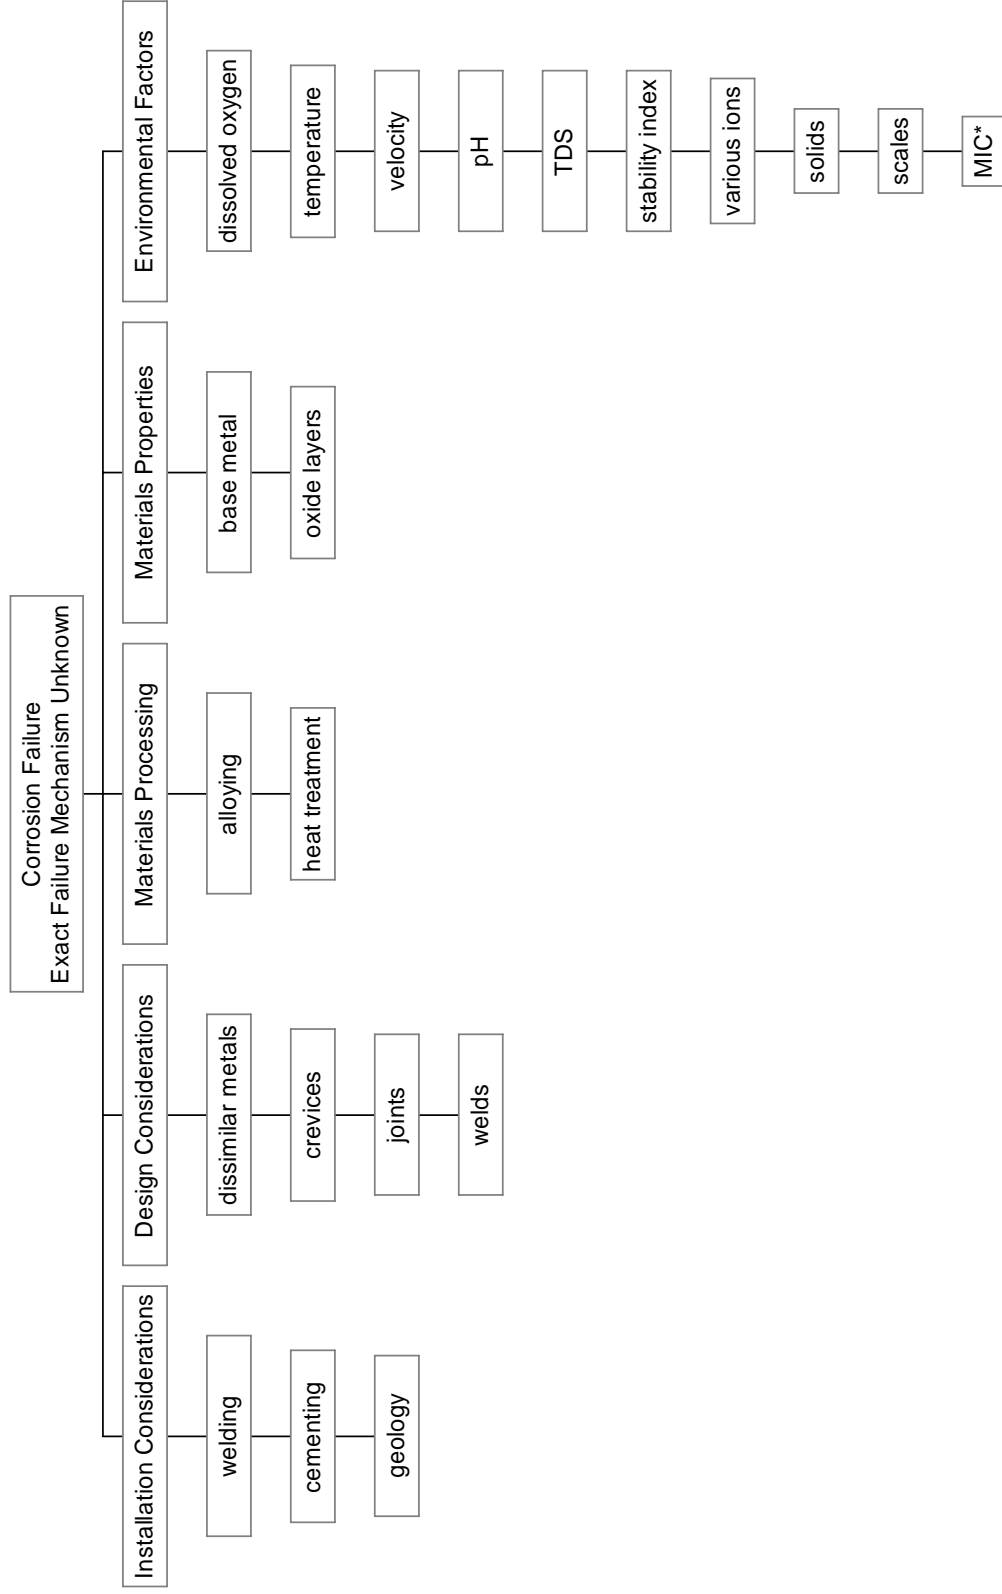 Corrosion Failure
Exact Failure Mechanism Unknown
Installation Considerations
welding
cementing
geology
Design Considerations
dissimilar metals
crevices
joints
welds
Materials Processing
alloying
heat treatment
Materials Properties
base metal
oxide layers
Environmental Factors
dissolved oxygen
temperature
velocity
pH
TDS
stability index
various ions
solids
scales
MIC*